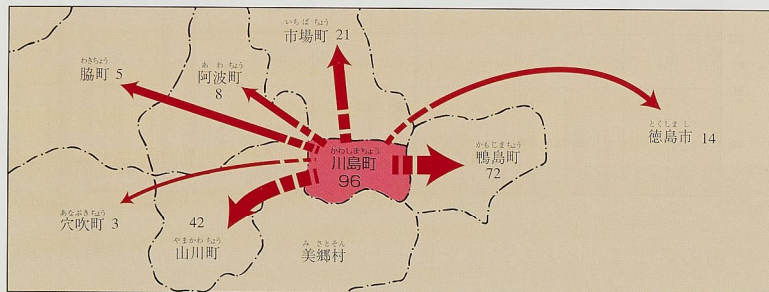 いちばちょう
市場町 21
わきちょう
脇町 5
あわちょう
阿波町
8
とくしまし
徳島市 14
かわしまちょう
川島町
96
かもじまちょう
鴨島町
72
あなぶきちょう
穴吹町 3
42
やまかわちょう
山川町
みさとそん
美郷村